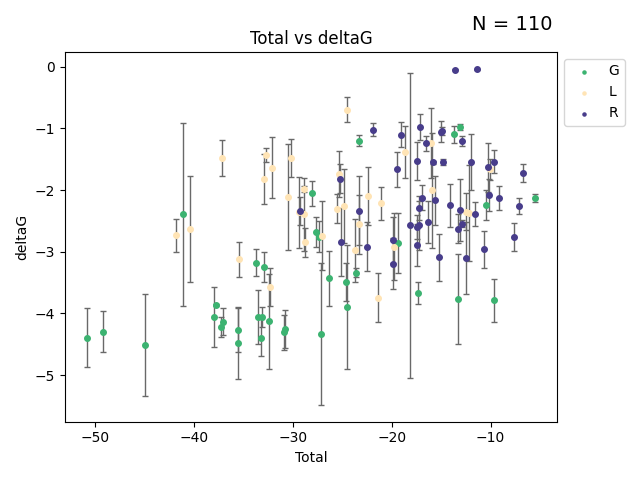 N = 110
Total vs deltaG
G
L
R
0
−1
−2
−3
−4
−5
deltaG
−50 −40 −30 −20 −10
Total